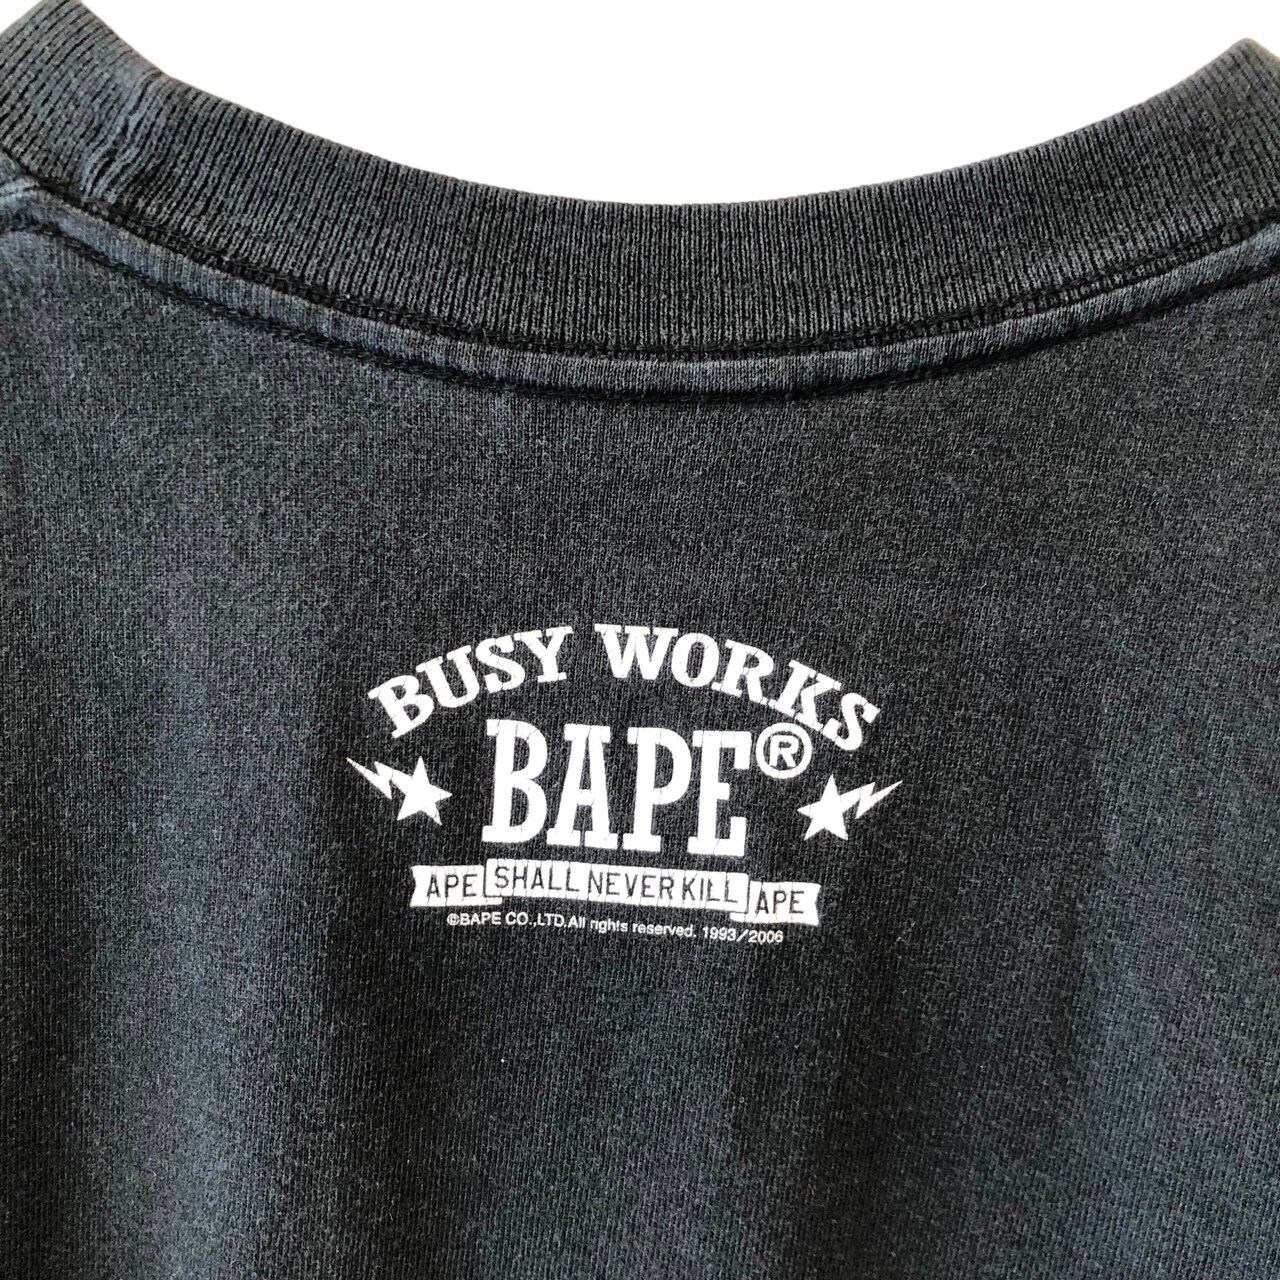 BUSY WORKS
BAPE®
APE SHALL NEVER KILL APE
©BAPE CO.,LTD.All rights reserved. 1993/2006